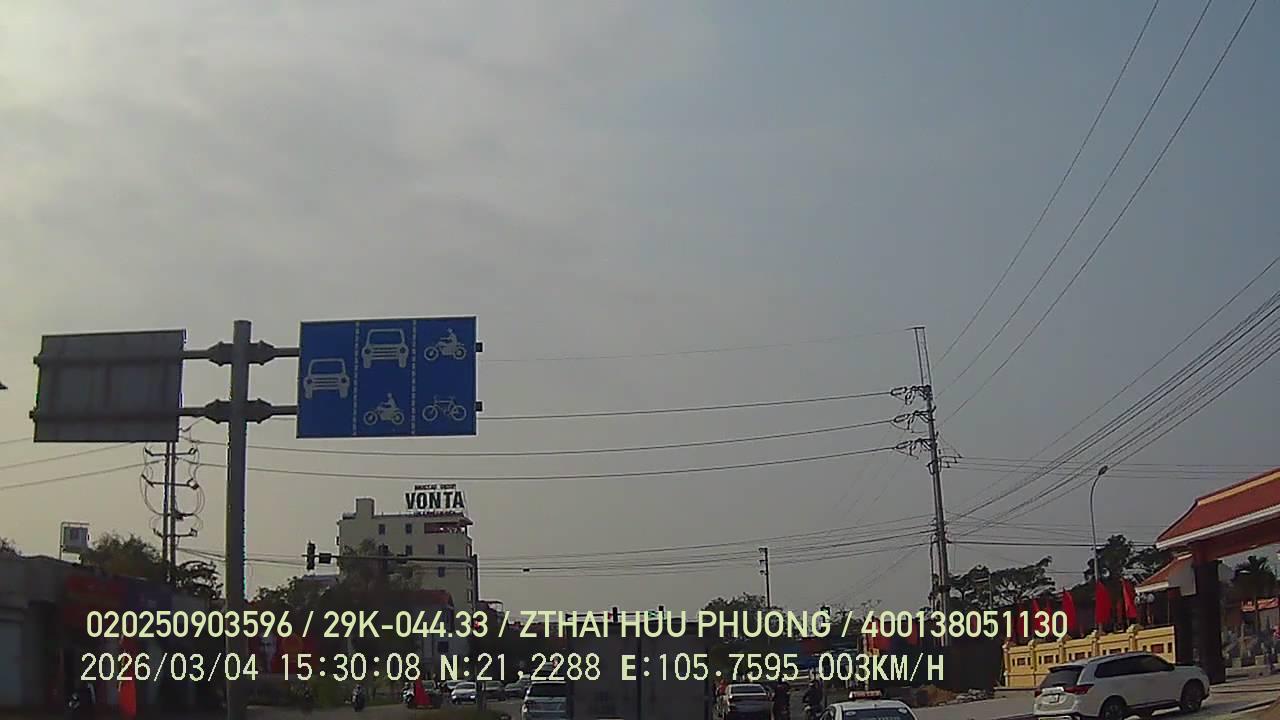 VONTA
020250903596 / 29K-044.33 / ZTHAI HUU PHUONG / 400138051130
2026/03/04 15:30:08 N:21.2288 E:105.7595 003KM/H